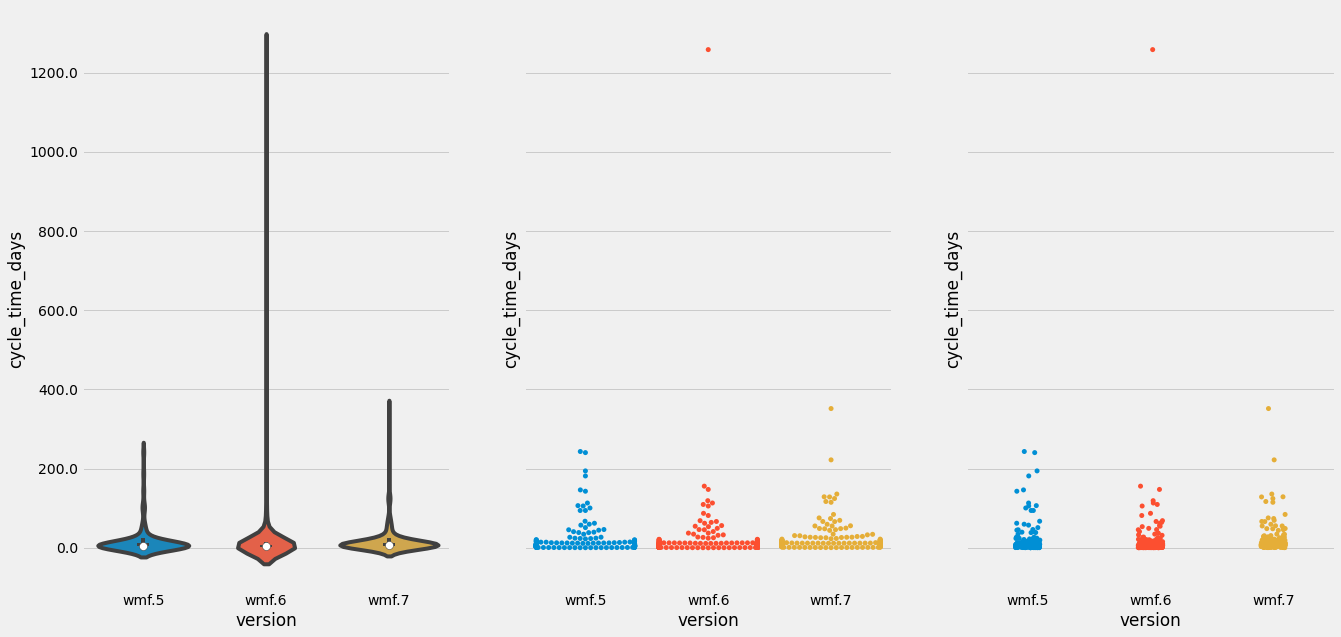 cycle_time_days
1200.0
1000.0
800.0
600.0
400.0
200.0
0.0
wmf.5 wmf.6 wmf.7
version
cycle_time_days
wmf.5 wmf.6 wmf.7
version
cycle_time_days
wmf.5 wmf.6 wmf.7
version